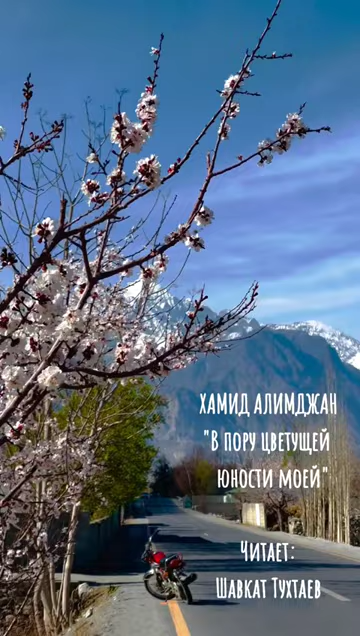 ХАМИД АЛИМДЖАН
"В ПОРУ ЦВЕТУЩЕЙ
ЮНОСТИ МОЕЙ"
ЧИТАЕТ:
ШАВКАТ ТУХТАЕВ